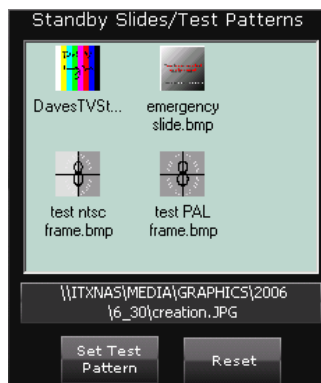 Standby Slides/Test Patterns
DavesTVSt...
emergency
slide.bmp
test ntsc
frame.bmp
test PAL
frame.bmp
\\ITXNAS\MEDIA\GRAPHICS\2006
\6_30\creation.JPG
Set Test
Pattern
Reset